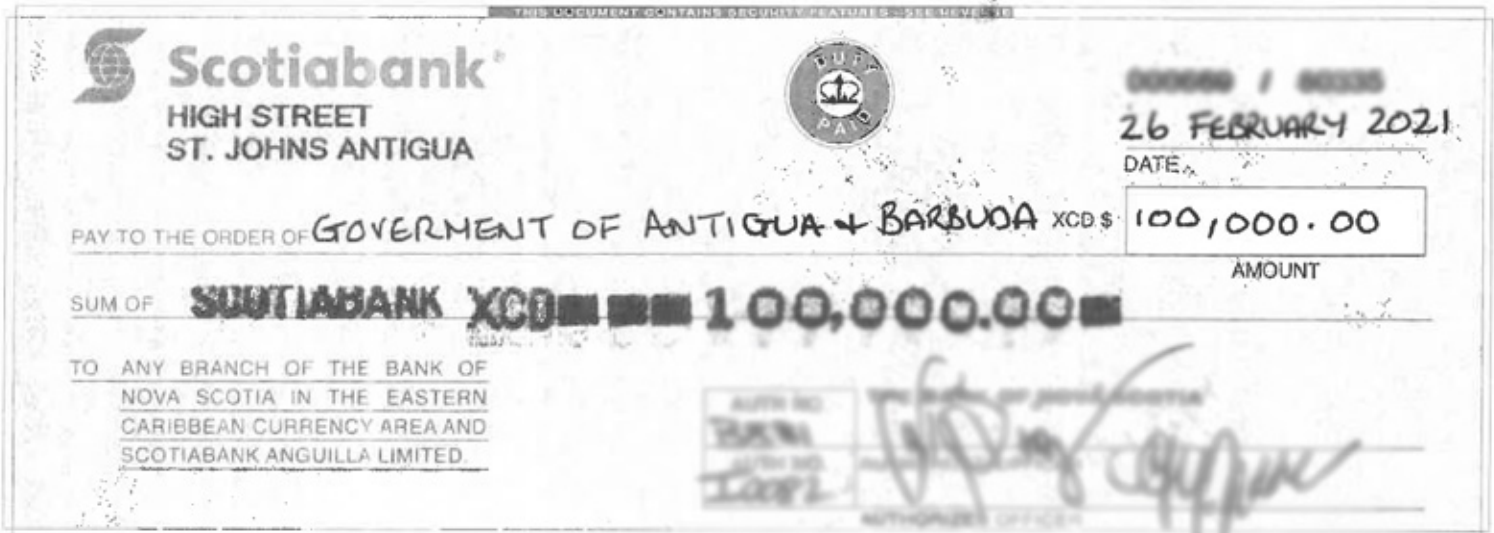 THIS DOCUMENT CONTAINS SECURITY FEATURES - SEE REVERSE
Scotiabank
HIGH STREET
ST. JOHNS ANTIGUA
DUTY PAID
26 FEBRUARY 2021
DATE
PAY TO THE ORDER OF GOVERMENT OF ANTIGUA & BARBUDA XCD $ 100,000.00
AMOUNT
SUM OF SCOTIABANK XCD 100,000.00
TO ANY BRANCH OF THE BANK OF
NOVA SCOTIA IN THE EASTERN
CARIBBEAN CURRENCY AREA AND
SCOTIABANK ANGUILLA LIMITED.
AUTH NO.
THE BANK OF NOVA SCOTIA
AUTH NO.
AUTHORIZED OFFICER